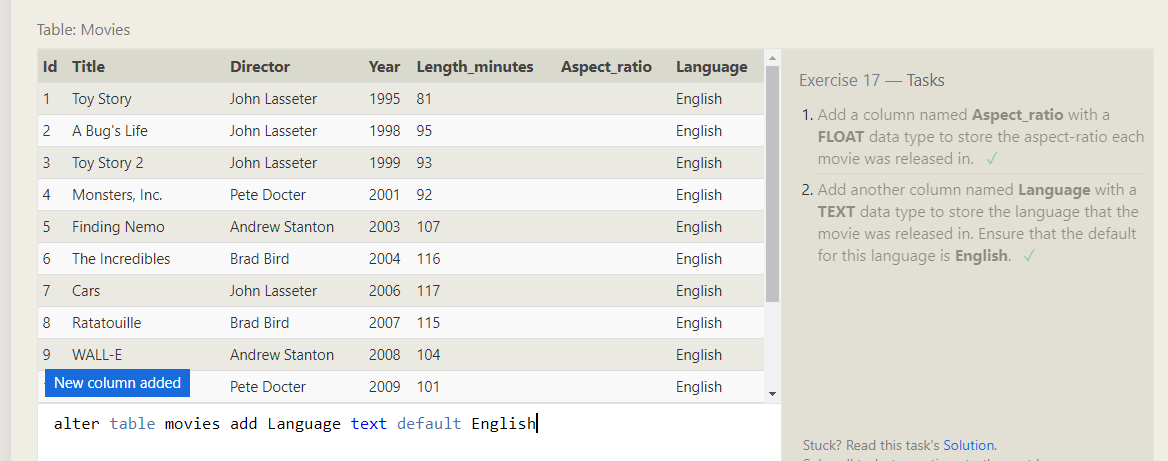 Table: Movies
Id Title Director Year Length_minutes Aspect_ratio Language
1 Toy Story John Lasseter 1995 81 English
2 A Bug's Life John Lasseter 1998 95 English
3 Toy Story 2 John Lasseter 1999 93 English
4 Monsters, Inc. Pete Docter 2001 92 English
5 Finding Nemo Andrew Stanton 2003 107 English
6 The Incredibles Brad Bird 2004 116 English
7 Cars John Lasseter 2006 117 English
8 Ratatouille Brad Bird 2007 115 English
9 WALL-E Andrew Stanton 2008 104 English
New column added Pete Docter 2009 101 English
alter table movies add Language text default English
Exercise 17 — Tasks
1. Add a column named Aspect_ratio with a
FLOAT data type to store the aspect-ratio each
movie was released in. ✓
2. Add another column named Language with a
TEXT data type to store the language that the
movie was released in. Ensure that the default
for this language is English. ✓
Stuck? Read this task's Solution.